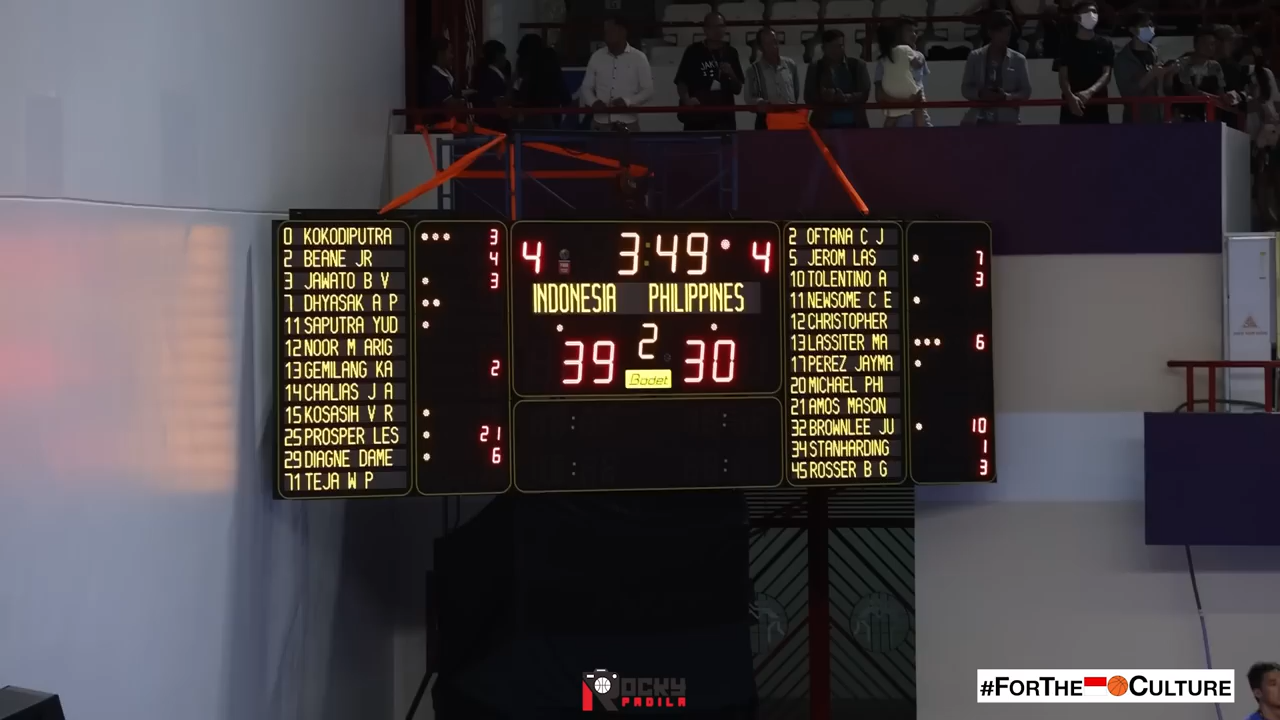 0 KOKODIPUTRA 3
2 BEANE JR 4
3 JAWATO B V 3
7 DHYASAK A P
11 SAPUTRA YUD
12 NOOR M ARIG
13 GEMILANG KA 2
14 CHALIAS J A
15 KOSASIH V R
25 PROSPER LES 21
29 DIAGNE DAME 6
71 TEJA W P
4 3:49 4
INDONESIA PHILIPPINES
39 2 30
Bodet
2 OFTANA C J
5 JEROM LAS 7
10 TOLENTINO A 3
11 NEWSOME C E
12 CHRISTOPHER
13 LASSITER MA 6
17 PEREZ JAYMA
20 MICHAEL PHI
21 AMOS MASON
32 BROWNLEE JU 10
34 STANHARDING 1
45 ROSSER B G 3
ROCKY
PADILA
#FORTHECULTURE